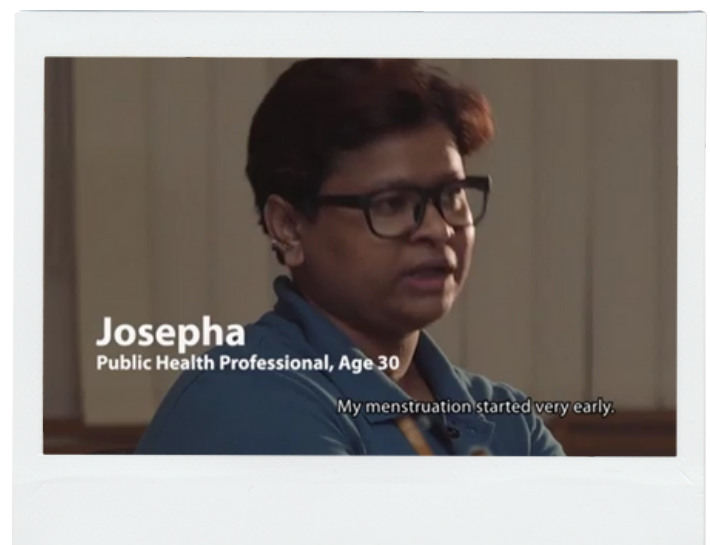 Josepha
Public Health Professional, Age 30
My menstruation started very early.